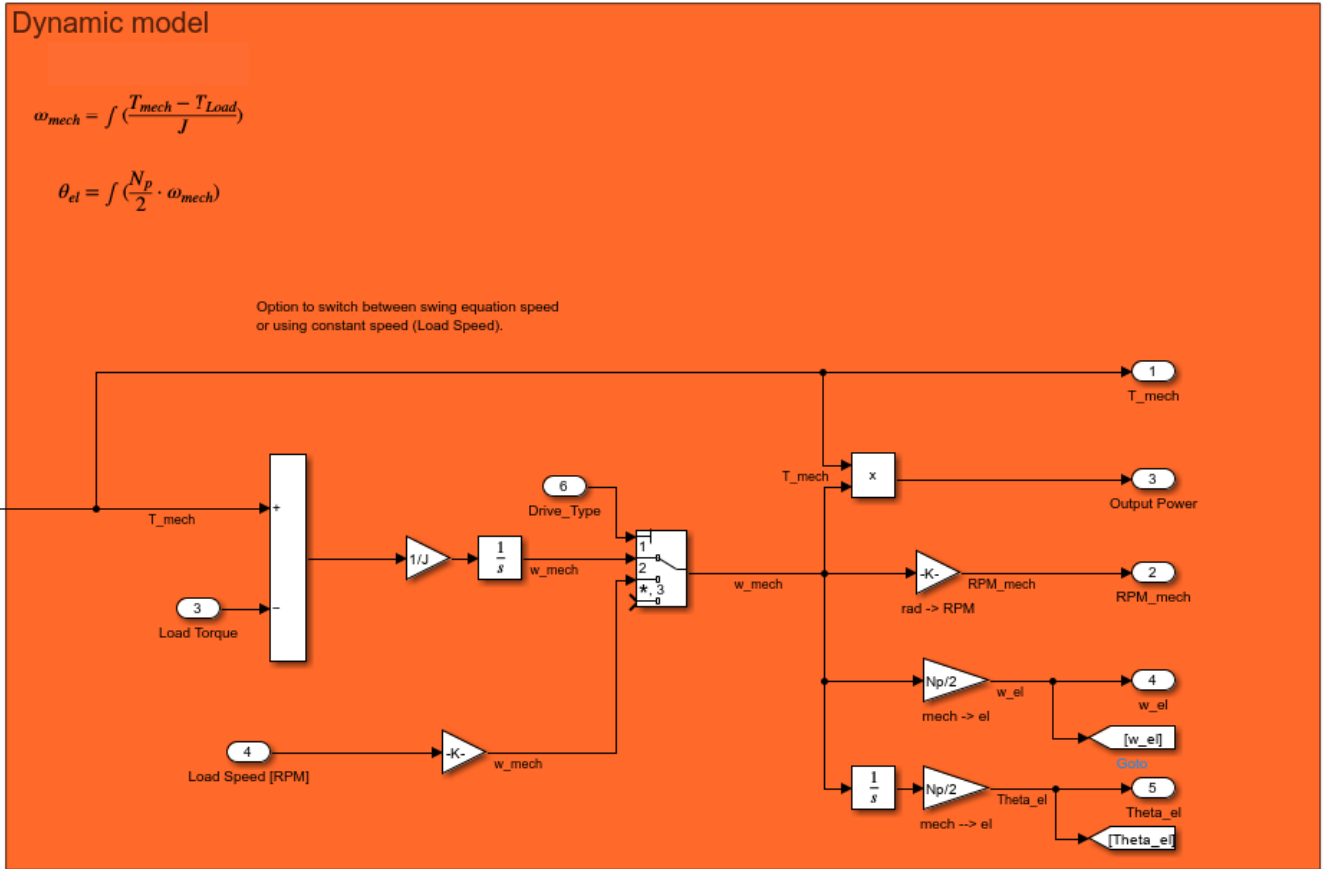 Dynamic model
ω_mech = ∫ (\frac{T_mech − T_Load}{J})
θ_el = ∫ (\frac{N_p}{2} · ω_mech)
Option to switch between swing equation speed
or using constant speed (Load Speed).
1
T_mech
T_mech
x
3
Output Power
6
Drive_Type
+
T_mech
−
1/J
1/s
w_mech
1
2
*, 3
w_mech
-K-
rad -> RPM
RPM_mech
2
RPM_mech
3
Load Torque
Np/2
mech -> el
w_el
4
w_el
[w_el]
Goto
4
Load Speed [RPM]
-K-
w_mech
1/s
Np/2
mech --> el
Theta_el
5
Theta_el
[Theta_el]